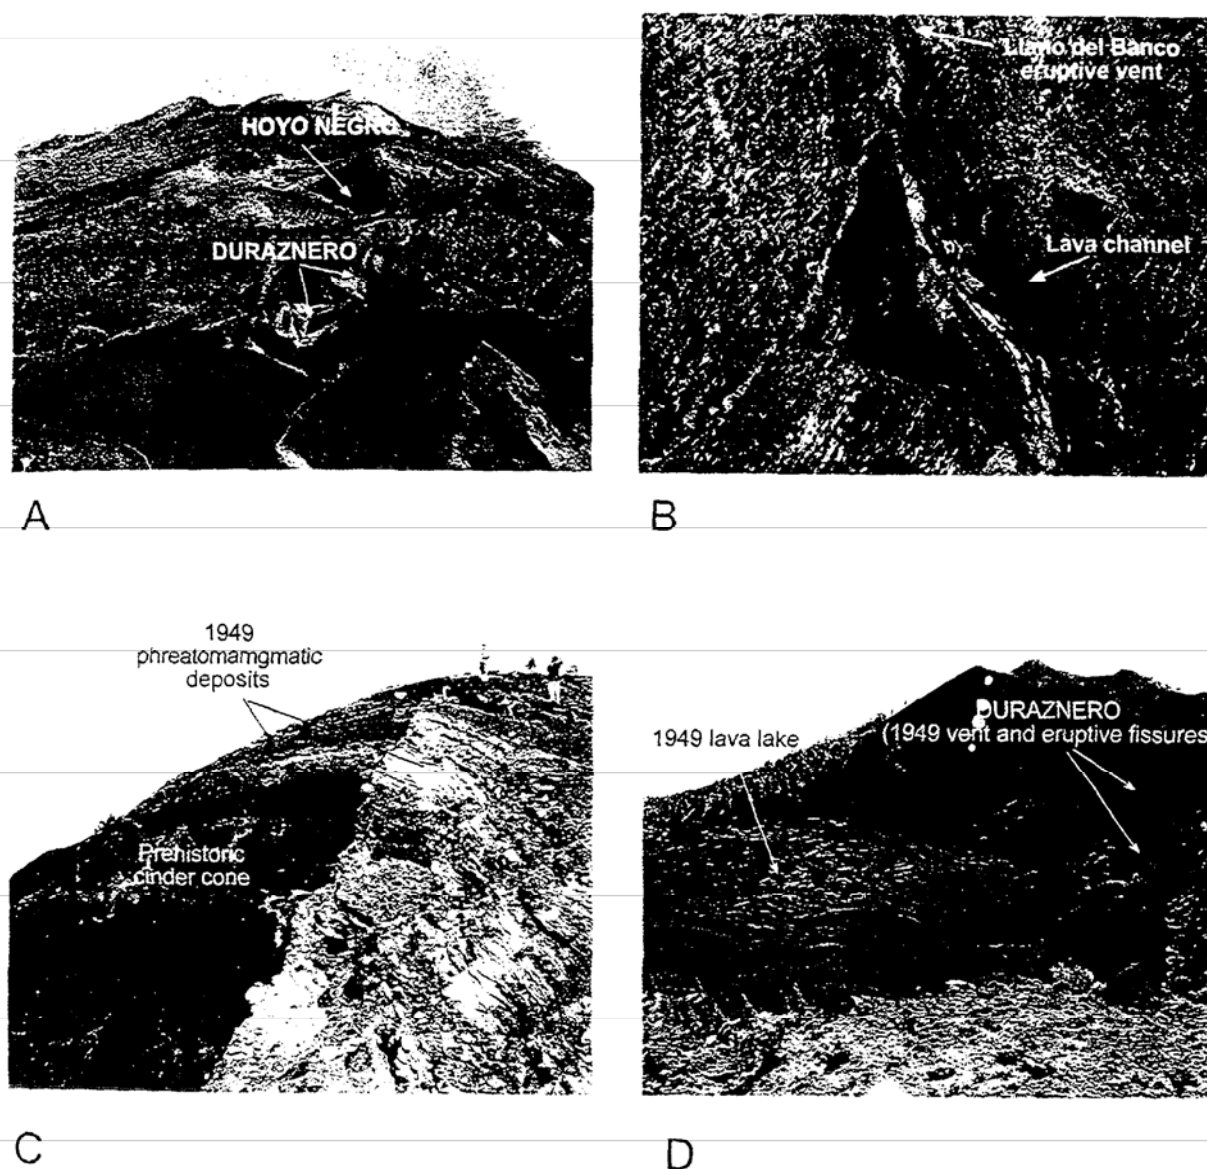 HOYO NEGRO
DURAZNERO
A
Llano del Banco
eruptive vent
Lava channel
B
1949
phreatomamgmatic
deposits
Prehistoric
cinder cone
C
1949 lava lake
DURAZNERO
(1949 vent and eruptive fissures
D